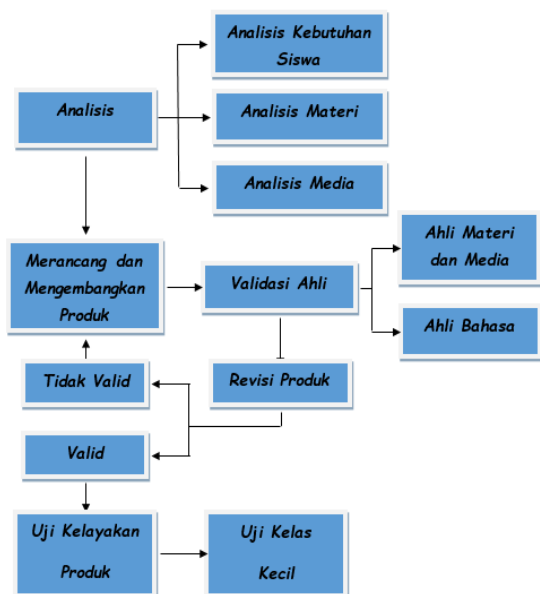 Analisis Kebutuhan
Siswa
Analisis
Analisis Materi
Analisis Media
Merancang dan
Mengembangkan
Produk
Validasi Ahli
Ahli Materi
dan Media
Ahli Bahasa
Tidak Valid
Revisi Produk
Valid
Uji Kelayakan
Produk
Uji Kelas
Kecil